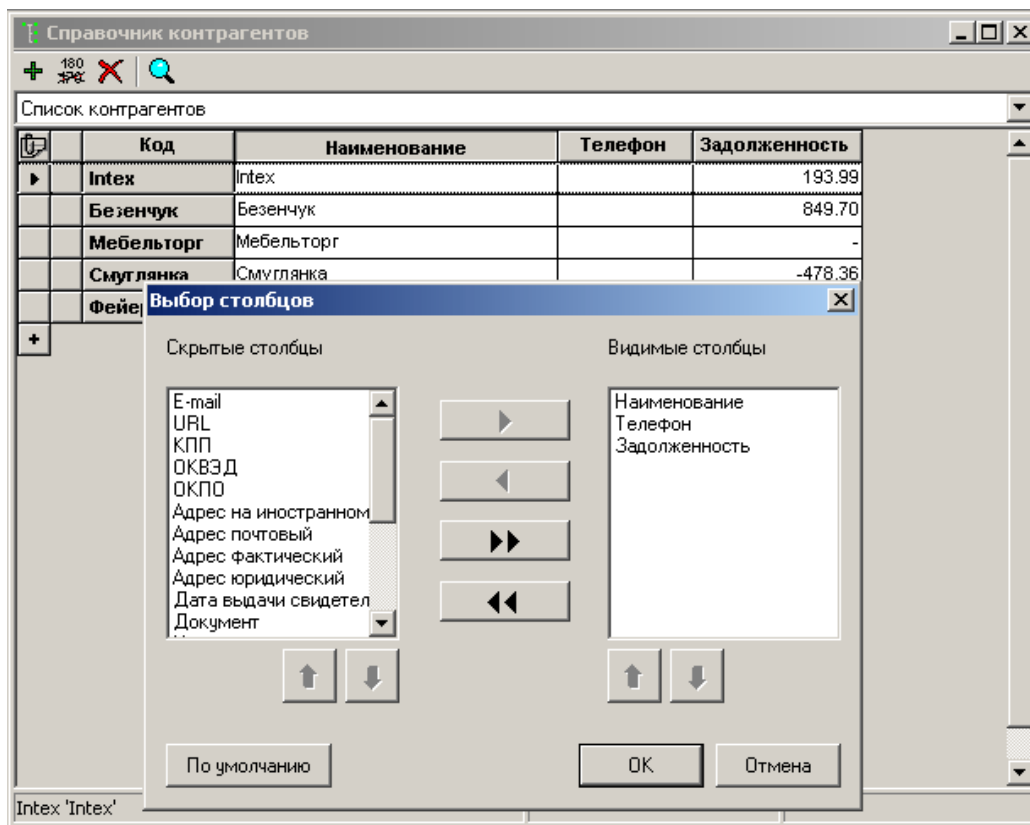 Справочник контрагентов
180
Список контрагентов
Код Наименование Телефон Задолженность
Intex Intex 193.99
Безенчук Безенчук 849.70
Мебельторг Мебельторг -
Смуглянка Смуглянка -478.36
Выбор столбцов
Скрытые столбцы Видимые столбцы
E-mail Наименование
URL Телефон
КПП Задолженность
ОКВЭД
ОКПО
Адрес на иностранном
Адрес почтовый
Адрес фактический
Адрес юридический
Дата выдачи свидетел
Документ
По умолчанию OK Отмена
Intex 'Intex'